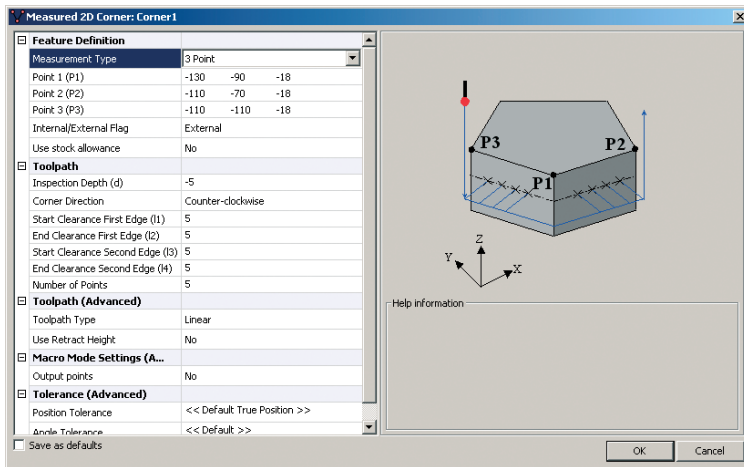 Measured 2D Corner: Corner1
Feature Definition
Measurement Type 3 Point
Point 1 (P1) -130 -90 -18
Point 2 (P2) -110 -70 -18
Point 3 (P3) -110 -110 -18
Internal/External Flag External
Use stock allowance No
Toolpath
Inspection Depth (d) -5
Corner Direction Counter-clockwise
Start Clearance First Edge (l1) 5
End Clearance First Edge (l2) 5
Start Clearance Second Edge (l3) 5
End Clearance Second Edge (l4) 5
Number of Points 5
Toolpath (Advanced)
Toolpath Type Linear
Use Retract Height No
Macro Mode Settings (A...
Output points No
Tolerance (Advanced)
Position Tolerance << Default True Position >>
Angle Tolerance << Default >>
Save as defaults
P3
P2
P1
Z
Y
X
Help information
OK Cancel